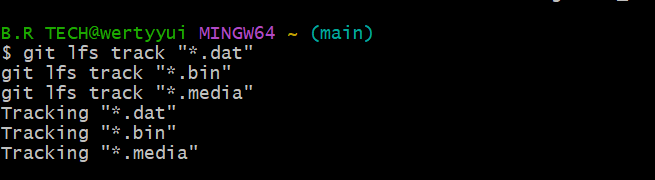 B.R TECH@wertyyui MINGW64 ~ (main)
$ git lfs track "*.dat"
git lfs track "*.bin"
git lfs track "*.media"
Tracking "*.dat"
Tracking "*.bin"
Tracking "*.media"